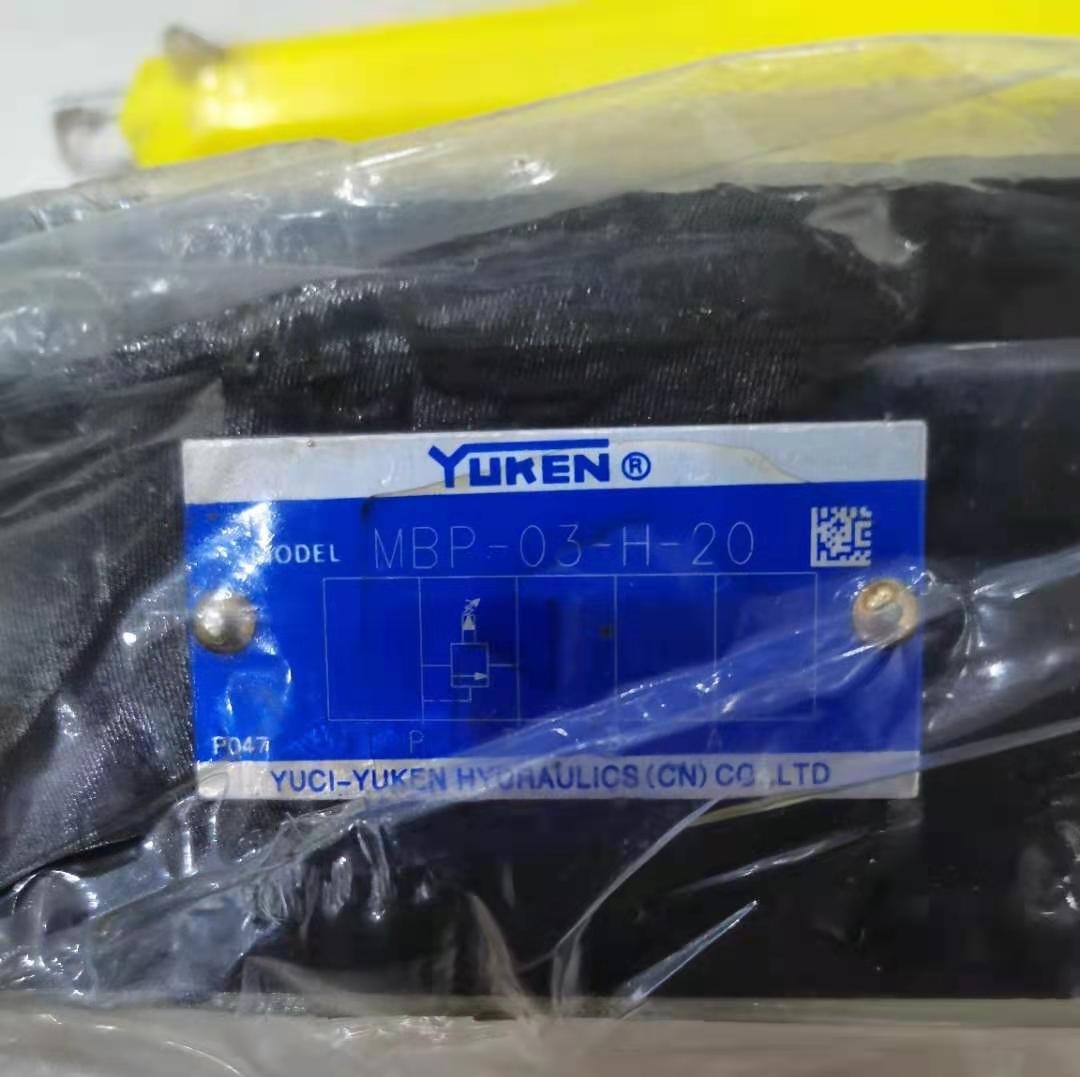 YUKEN®
MODEL MBP-03-H-20
P T B A
P047
YUCI-YUKEN HYDRAULICS (CN) CO.,LTD